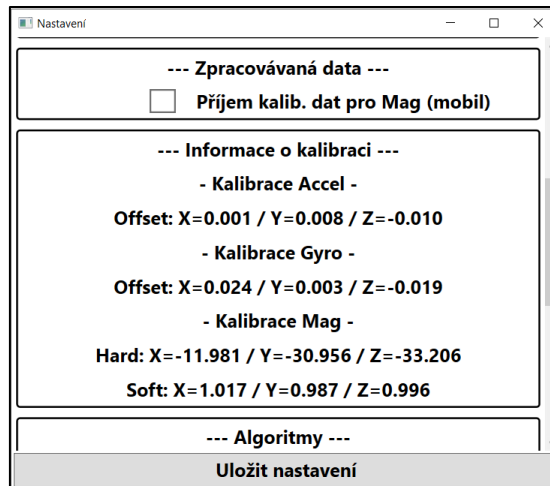 Nastavení
--- Zpracovávaná data ---
Příjem kalib. dat pro Mag (mobil)
--- Informace o kalibraci ---
- Kalibrace Accel -
Offset: X=0.001 / Y=0.008 / Z=-0.010
- Kalibrace Gyro -
Offset: X=0.024 / Y=0.003 / Z=-0.019
- Kalibrace Mag -
Hard: X=-11.981 / Y=-30.956 / Z=-33.206
Soft: X=1.017 / Y=0.987 / Z=0.996
--- Algoritmy ---
Uložit nastavení